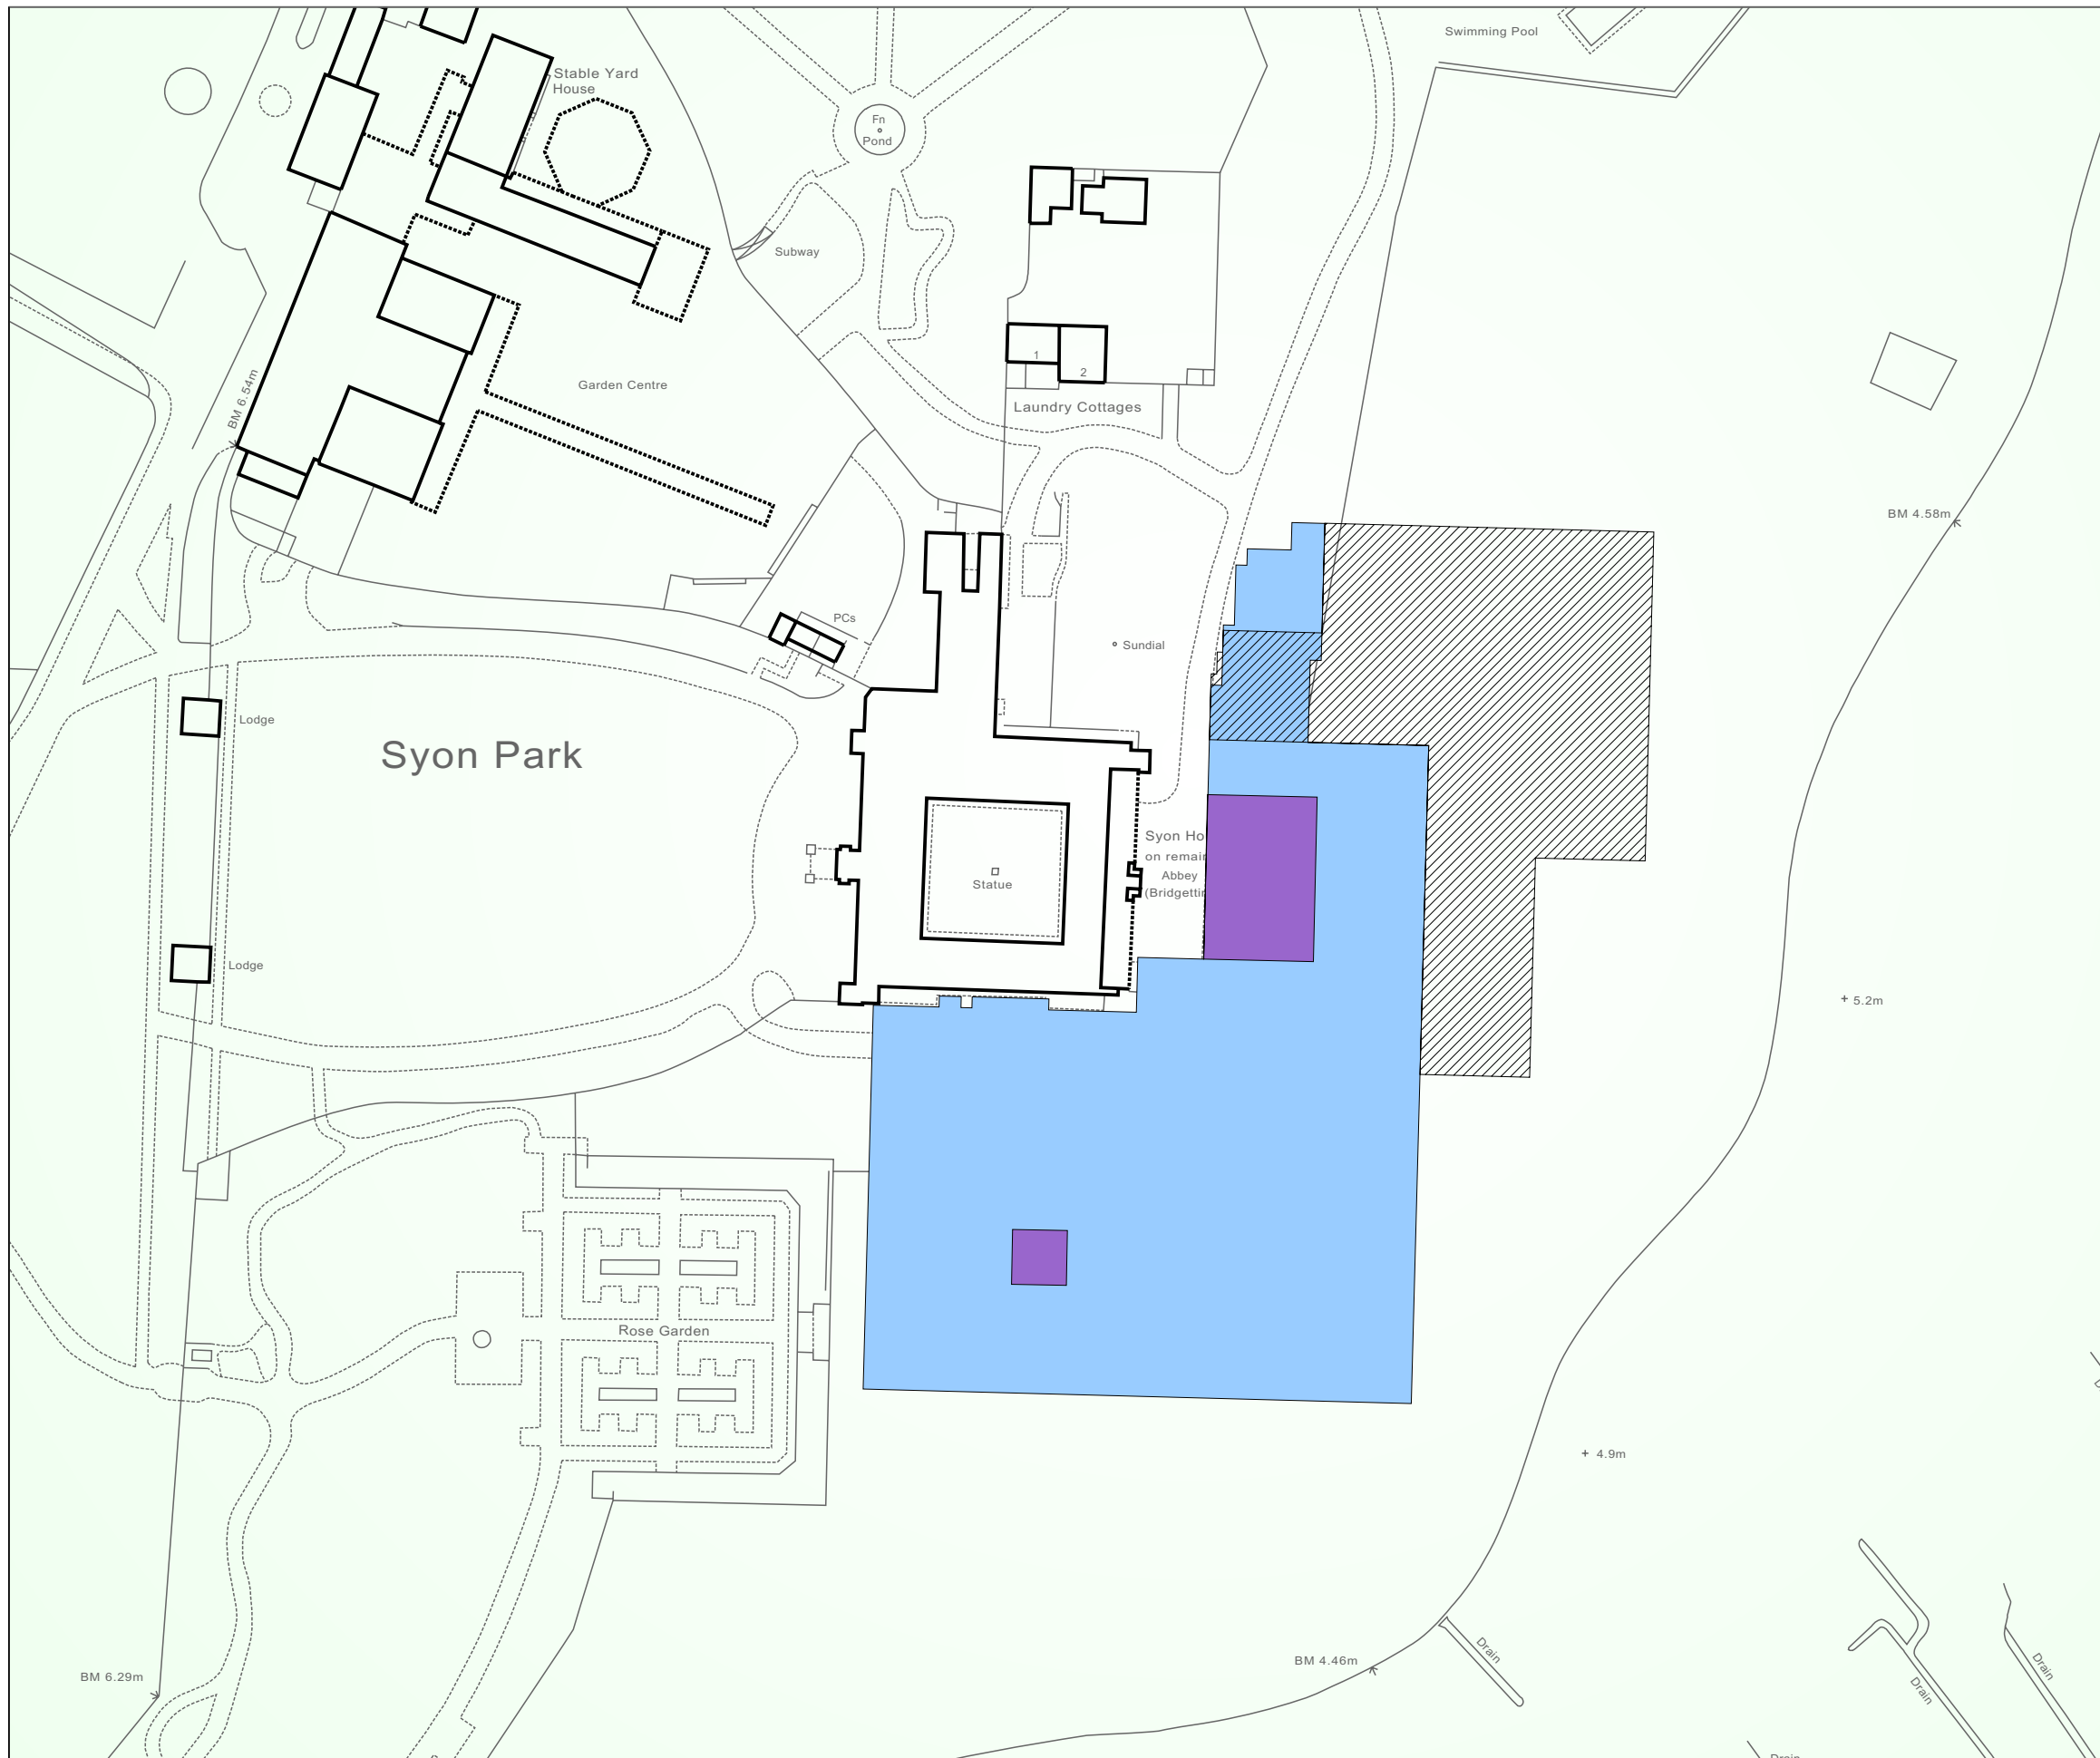 Swimming Pool
Stable Yard
House
Fn
Pond
Subway
1
2
BM 6.54m
Garden Centre
Laundry Cottages
BM 4.58m
PCs
Sundial
Lodge
Syon Park
Syon Ho
on remai
Abbey
(Bridgetti
Statue
Lodge
5.2m
Rose Garden
4.9m
Drain
BM 4.46m
Drain
Drain
BM 6.29m
Drain